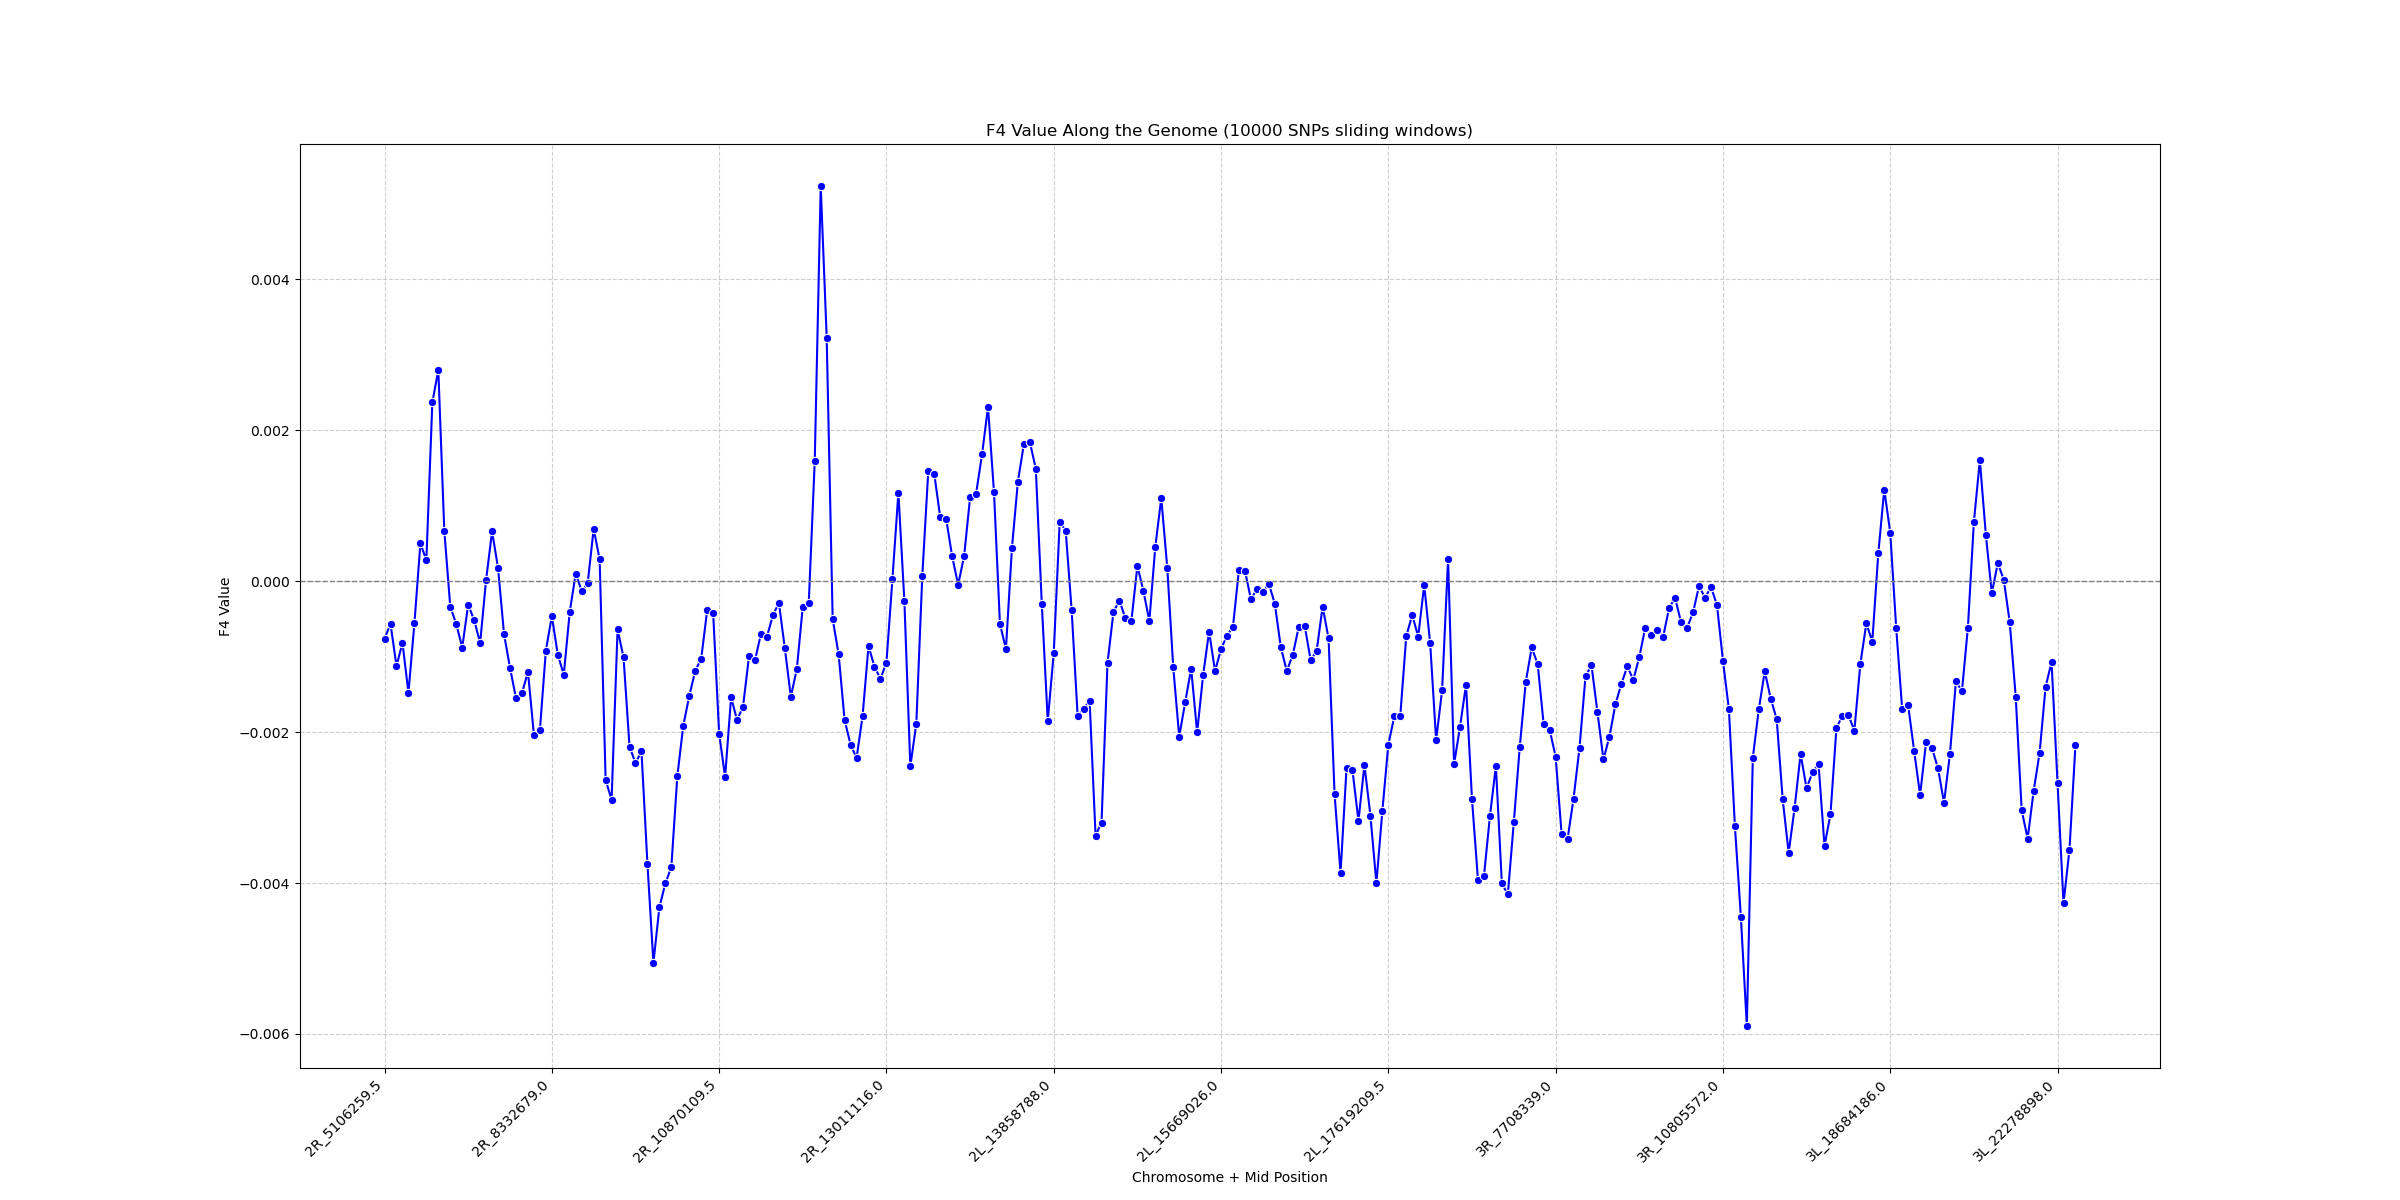 F4 Value Along the Genome (10000 SNPs sliding windows)
F4 Value
0.004
0.002
0.000
−0.002
−0.004
−0.006
2R_5106259.5
2R_8332679.0
2R_10870109.5
2R_13011116.0
2L_13858788.0
2L_15669026.0
2L_17619209.5
3R_7708339.0
3R_10805572.0
3L_18684186.0
3L_22278898.0
Chromosome + Mid Position